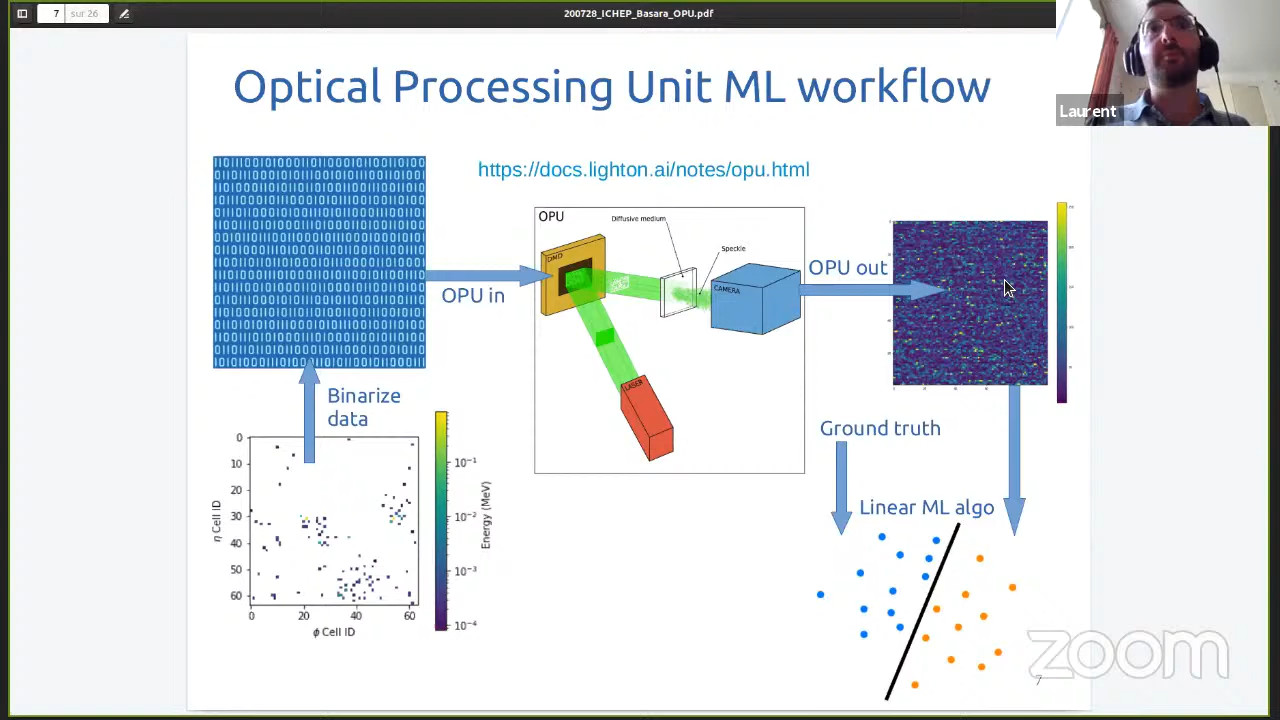 7 sur 26
200728_ICHEP_Basara_OPU.pdf
Laurent
Optical Processing Unit ML workflow
https://docs.lighton.ai/notes/opu.html
OPU
Diffusive medium
Speckle
DMD
CAMERA
LASER
OPU in
OPU out
Binarize
data
Ground truth
Linear ML algo
0
10
20
30
40
50
60
η Cell ID
0 20 40 60
ϕ Cell ID
10⁻¹
10⁻²
10⁻³
10⁻⁴
Energy (MeV)
zoom
7